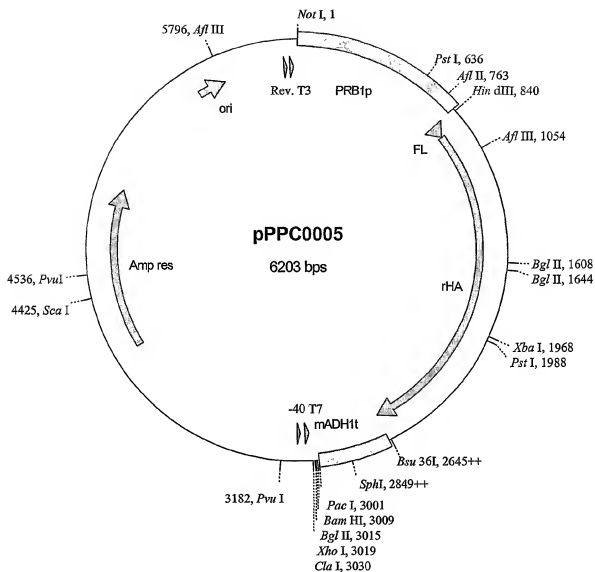 Not I, 1
5796, Afl III
Pst I, 636
Afl II, 763
Hin dIII, 840
Rev. T3
PRB1p
ori
FL
Afl III, 1054
pPPC0005
6203 bps
Amp res
rHA
Bgl II, 1608
Bgl II, 1644
4536, PvuI
4425, Sca I
Xba I, 1968
Pst I, 1988
-40 T7
mADH1t
Bsu 36I, 2645++
SphI, 2849++
3182, Pvu I
Pac I, 3001
Bam HI, 3009
Bgl II, 3015
Xho I, 3019
Cla I, 3030